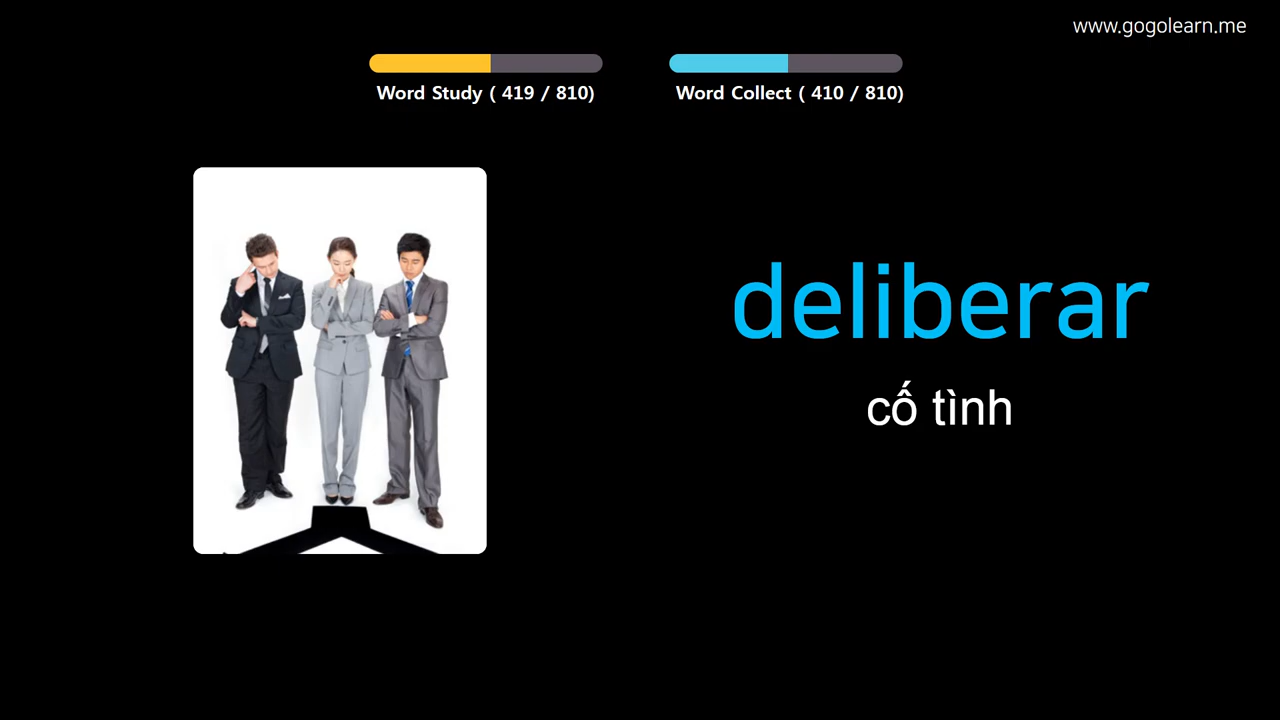 www.gogolearn.me
Word Study ( 419 / 810)
Word Collect ( 410 / 810)
deliberar
cố tình